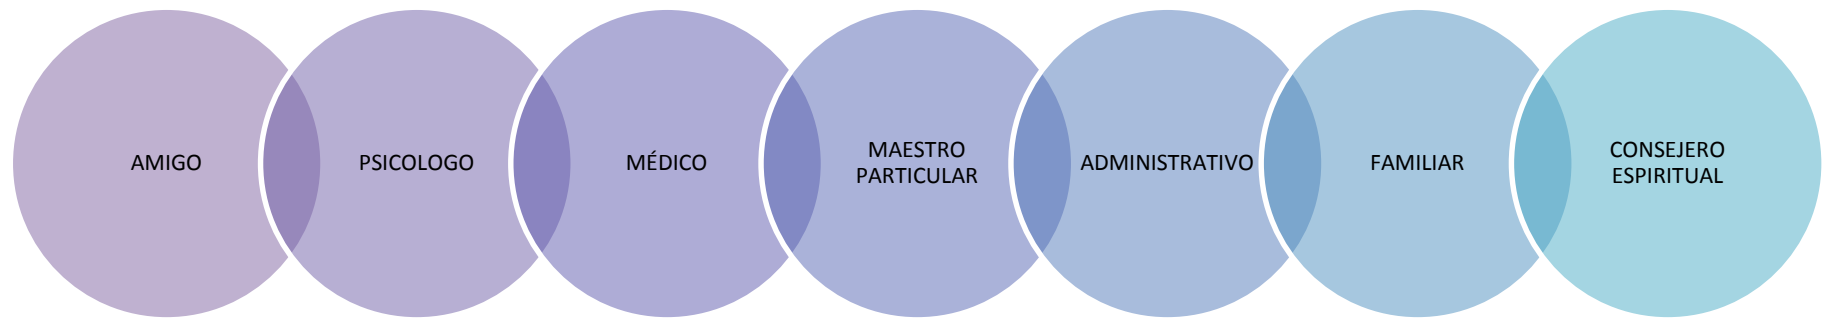 AMIGO
PSICOLOGO
MÉDICO
MAESTRO
PARTICULAR
ADMINISTRATIVO
FAMILIAR
CONSEJERO
ESPIRITUAL